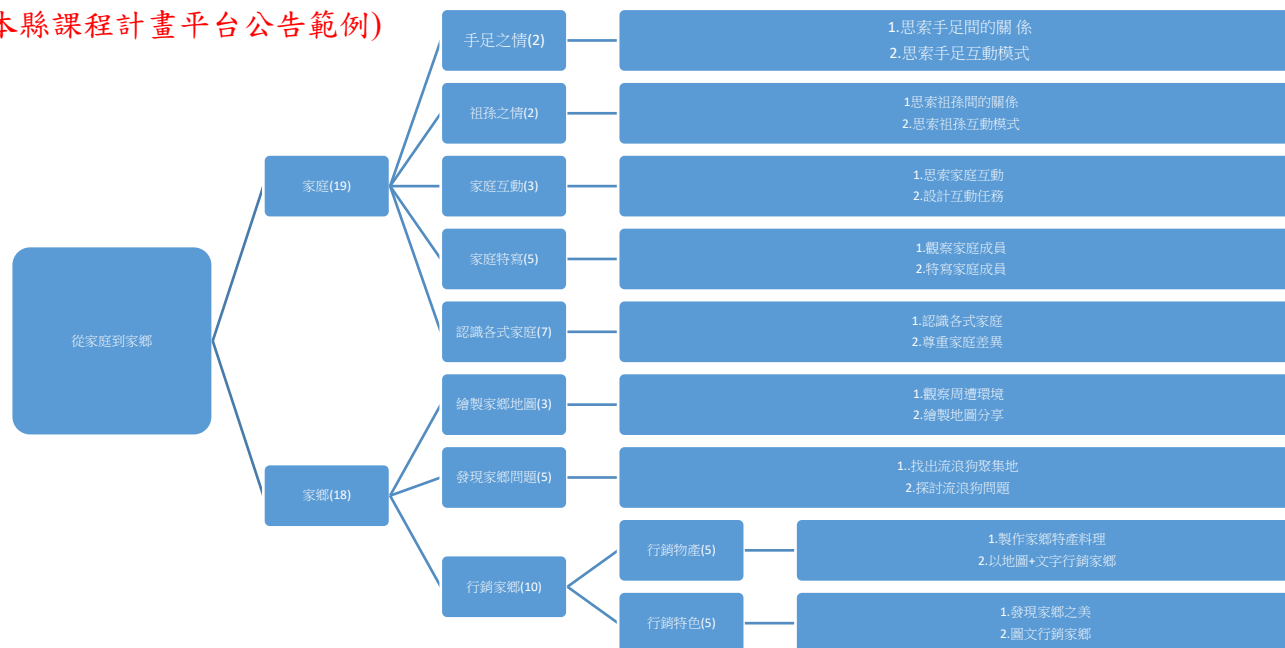 本縣課程計畫平台公告範例)
從家庭到家鄉
家庭(19)
手足之情(2)
1.思索手足間的關 係
2.思索手足互動模式
祖孫之情(2)
1思索祖孫間的關係
2.思索祖孫互動模式
家庭互動(3)
1.思索家庭互動
2.設計互動任務
家庭特寫(5)
1.觀察家庭成員
2.特寫家庭成員
認識各式家庭(7)
1.認識各式家庭
2.尊重家庭差異
家鄉(18)
繪製家鄉地圖(3)
1.觀察周遭環境
2.繪製地圖分享
發現家鄉問題(5)
1..找出流浪狗聚集地
2.探討流浪狗問題
行銷家鄉(10)
行銷物產(5)
1.製作家鄉特產料理
2.以地圖+文字行銷家鄉
行銷特色(5)
1.發現家鄉之美
2.圖文行銷家鄉